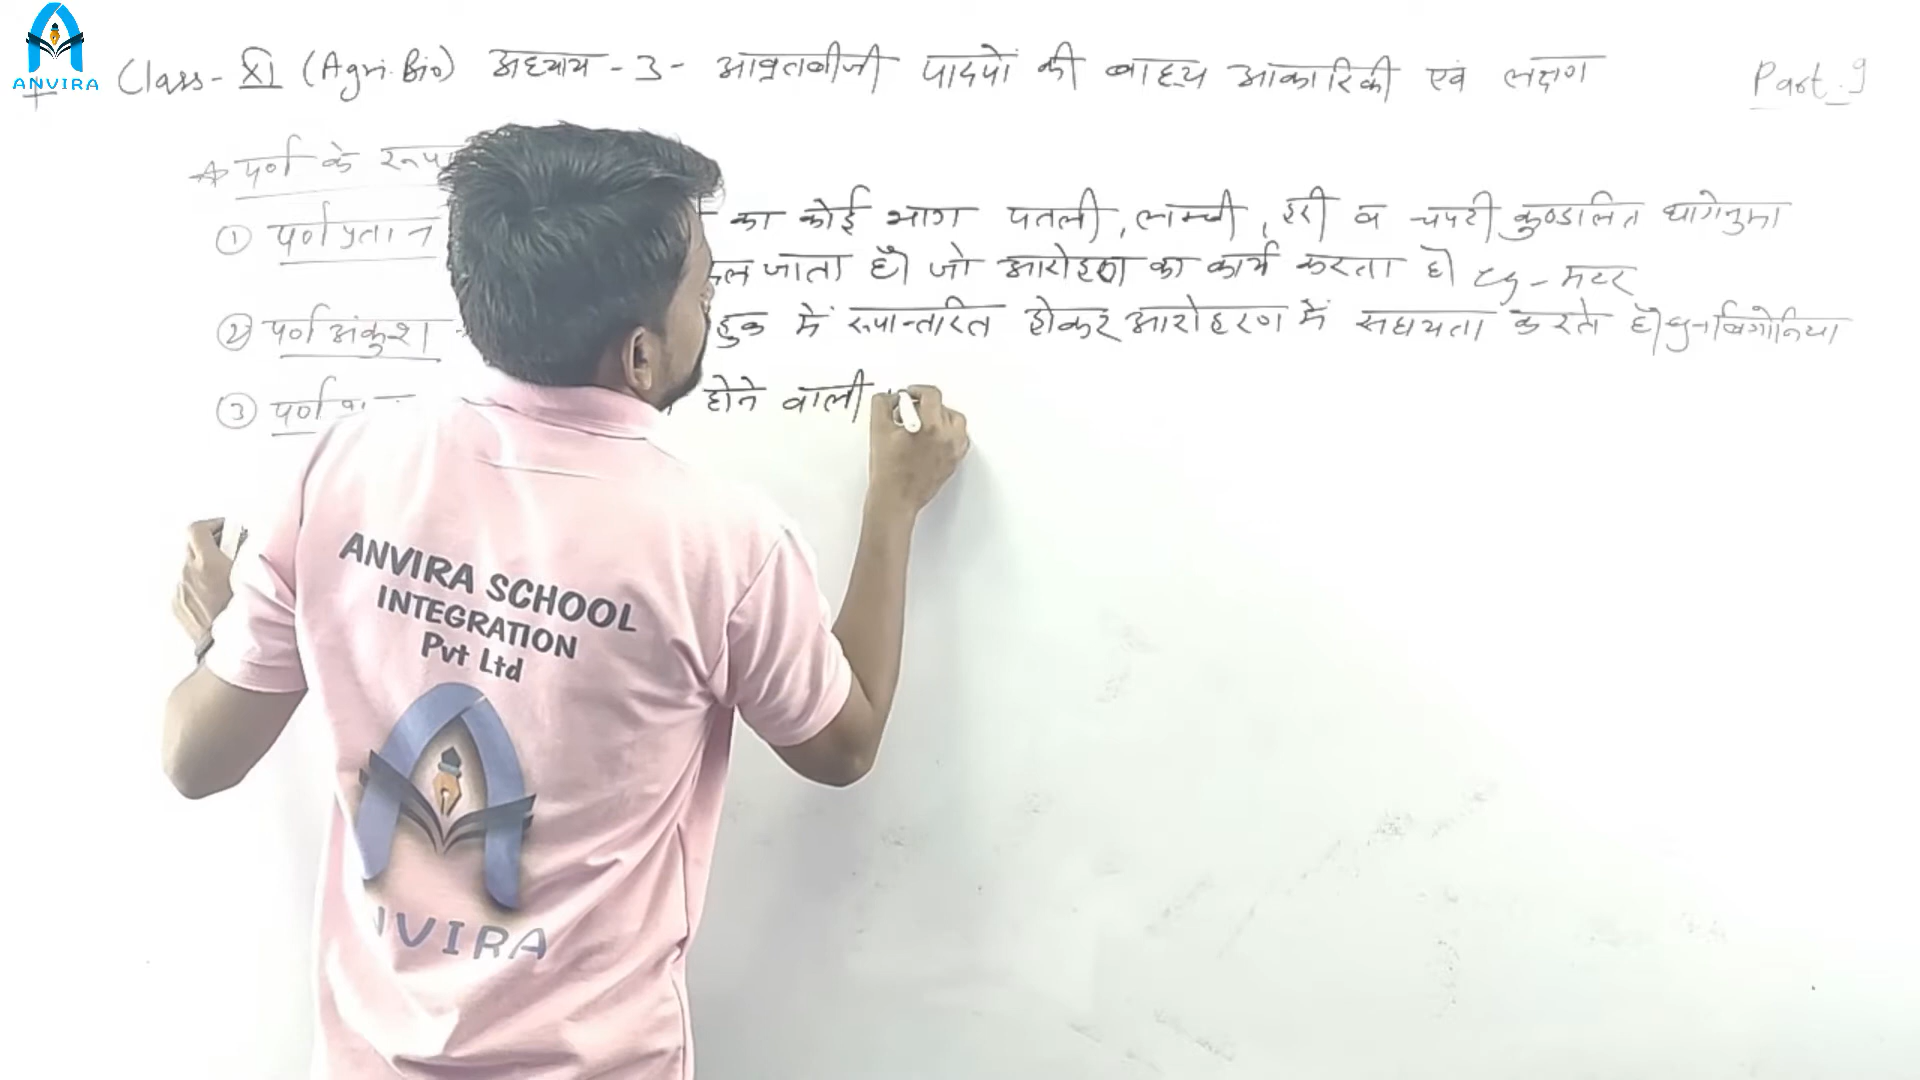 ANVIRA
Class - XI (Agri. Bio) अध्याय - 3 - आवृतबीजी पादपों की बाह्य आकारिकी एवं लक्षण Part - 9
पर्ण के
① पर्णप्रतान का कोई भाग पतली, लम्बी, हरी व चपटी कुण्डलित धागेनुमा
जाता है। जो आरोहण का कार्य करता है। eg - मटर
② पर्ण अंकुश हुक में रूपान्तरित होकर आरोहरण में सहायता करते है। eg - बिगोनिया
③ पर्ण होने वाली
ANVIRA SCHOOL
INTEGRATION
Pvt Ltd
NVIRA